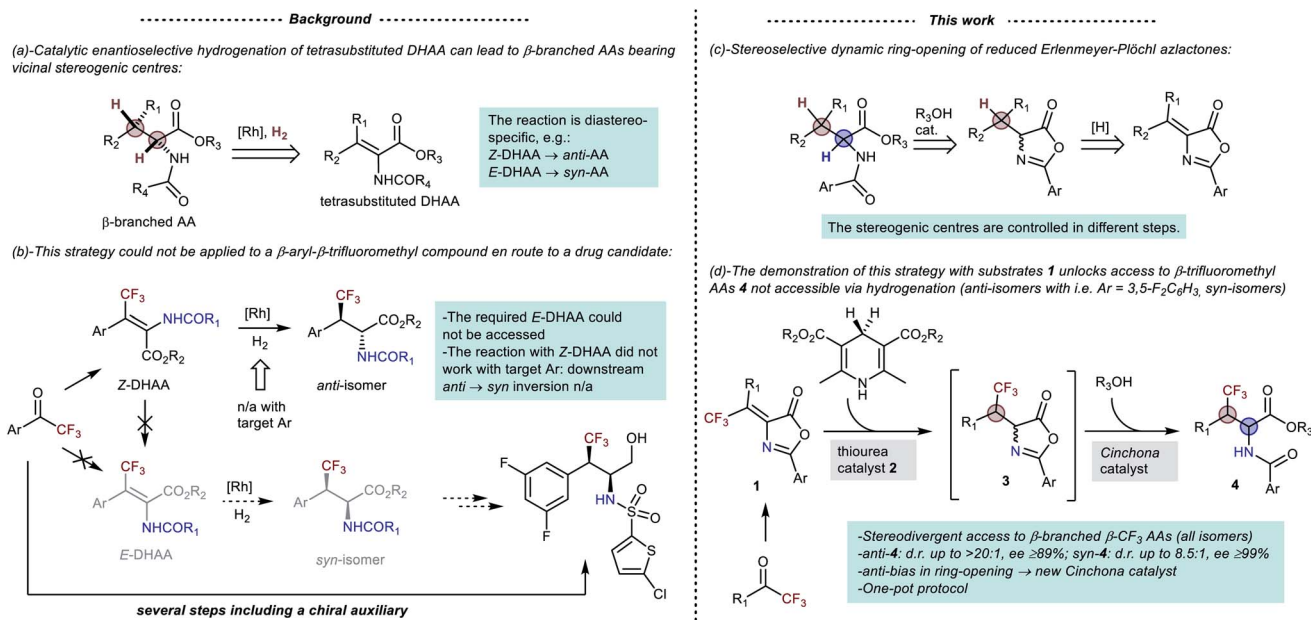 Background
(a)-Catalytic enantioselective hydrogenation of tetrasubstituted DHAA can lead to β-branched AAs bearing
vicinal stereogenic centres:
H
R1
R2
O
OR3
H
NH
R4
O
β-branched AA
[Rh], H2
R1
R2
O
OR3
NHCOR4
tetrasubstituted DHAA
The reaction is diastereo-
specific, e.g.:
Z-DHAA → anti-AA
E-DHAA → syn-AA
(b)-This strategy could not be applied to a β-aryl-β-trifluoromethyl compound en route to a drug candidate:
CF3
Ar
NHCOR1
CO2R2
Z-DHAA
[Rh]
H2
n/a with
target Ar
CF3
Ar
CO2R2
NHCOR1
anti-isomer
-The required E-DHAA could
not be accessed
-The reaction with Z-DHAA did not
work with target Ar: downstream
anti → syn inversion n/a
O
Ar
CF3
CF3
Ar
CO2R2
NHCOR1
E-DHAA
[Rh]
H2
CF3
Ar
CO2R2
NHCOR1
syn-isomer
F
F
CF3
OH
HN
O
S
O
S
Cl
several steps including a chiral auxiliary
This work
(c)-Stereoselective dynamic ring-opening of reduced Erlenmeyer-Plöchl azlactones:
H
R1
R2
O
OR3
H
NH
Ar
O
R3OH
cat.
H
R1
R2
O
O
N
Ar
[H]
R1
R2
O
O
N
Ar
The stereogenic centres are controlled in different steps.
(d)-The demonstration of this strategy with substrates 1 unlocks access to β-trifluoromethyl
AAs 4 not accessible via hydrogenation (anti-isomers with i.e. Ar = 3,5-F2C6H3, syn-isomers)
H
H
RO2C
CO2R
N
H
R1
CF3
O
O
N
Ar
1
thiourea
catalyst 2
CF3
R1
O
O
N
Ar
3
R3OH
Cinchona
catalyst
CF3
R1
O
OR3
HN
O
Ar
4
O
R1
CF3
-Stereodivergent access to β-branched β-CF3 AAs (all isomers)
-anti-4: d.r. up to >20:1, ee ≥89%; syn-4: d.r. up to 8.5:1, ee ≥99%
-anti-bias in ring-opening → new Cinchona catalyst
-One-pot protocol